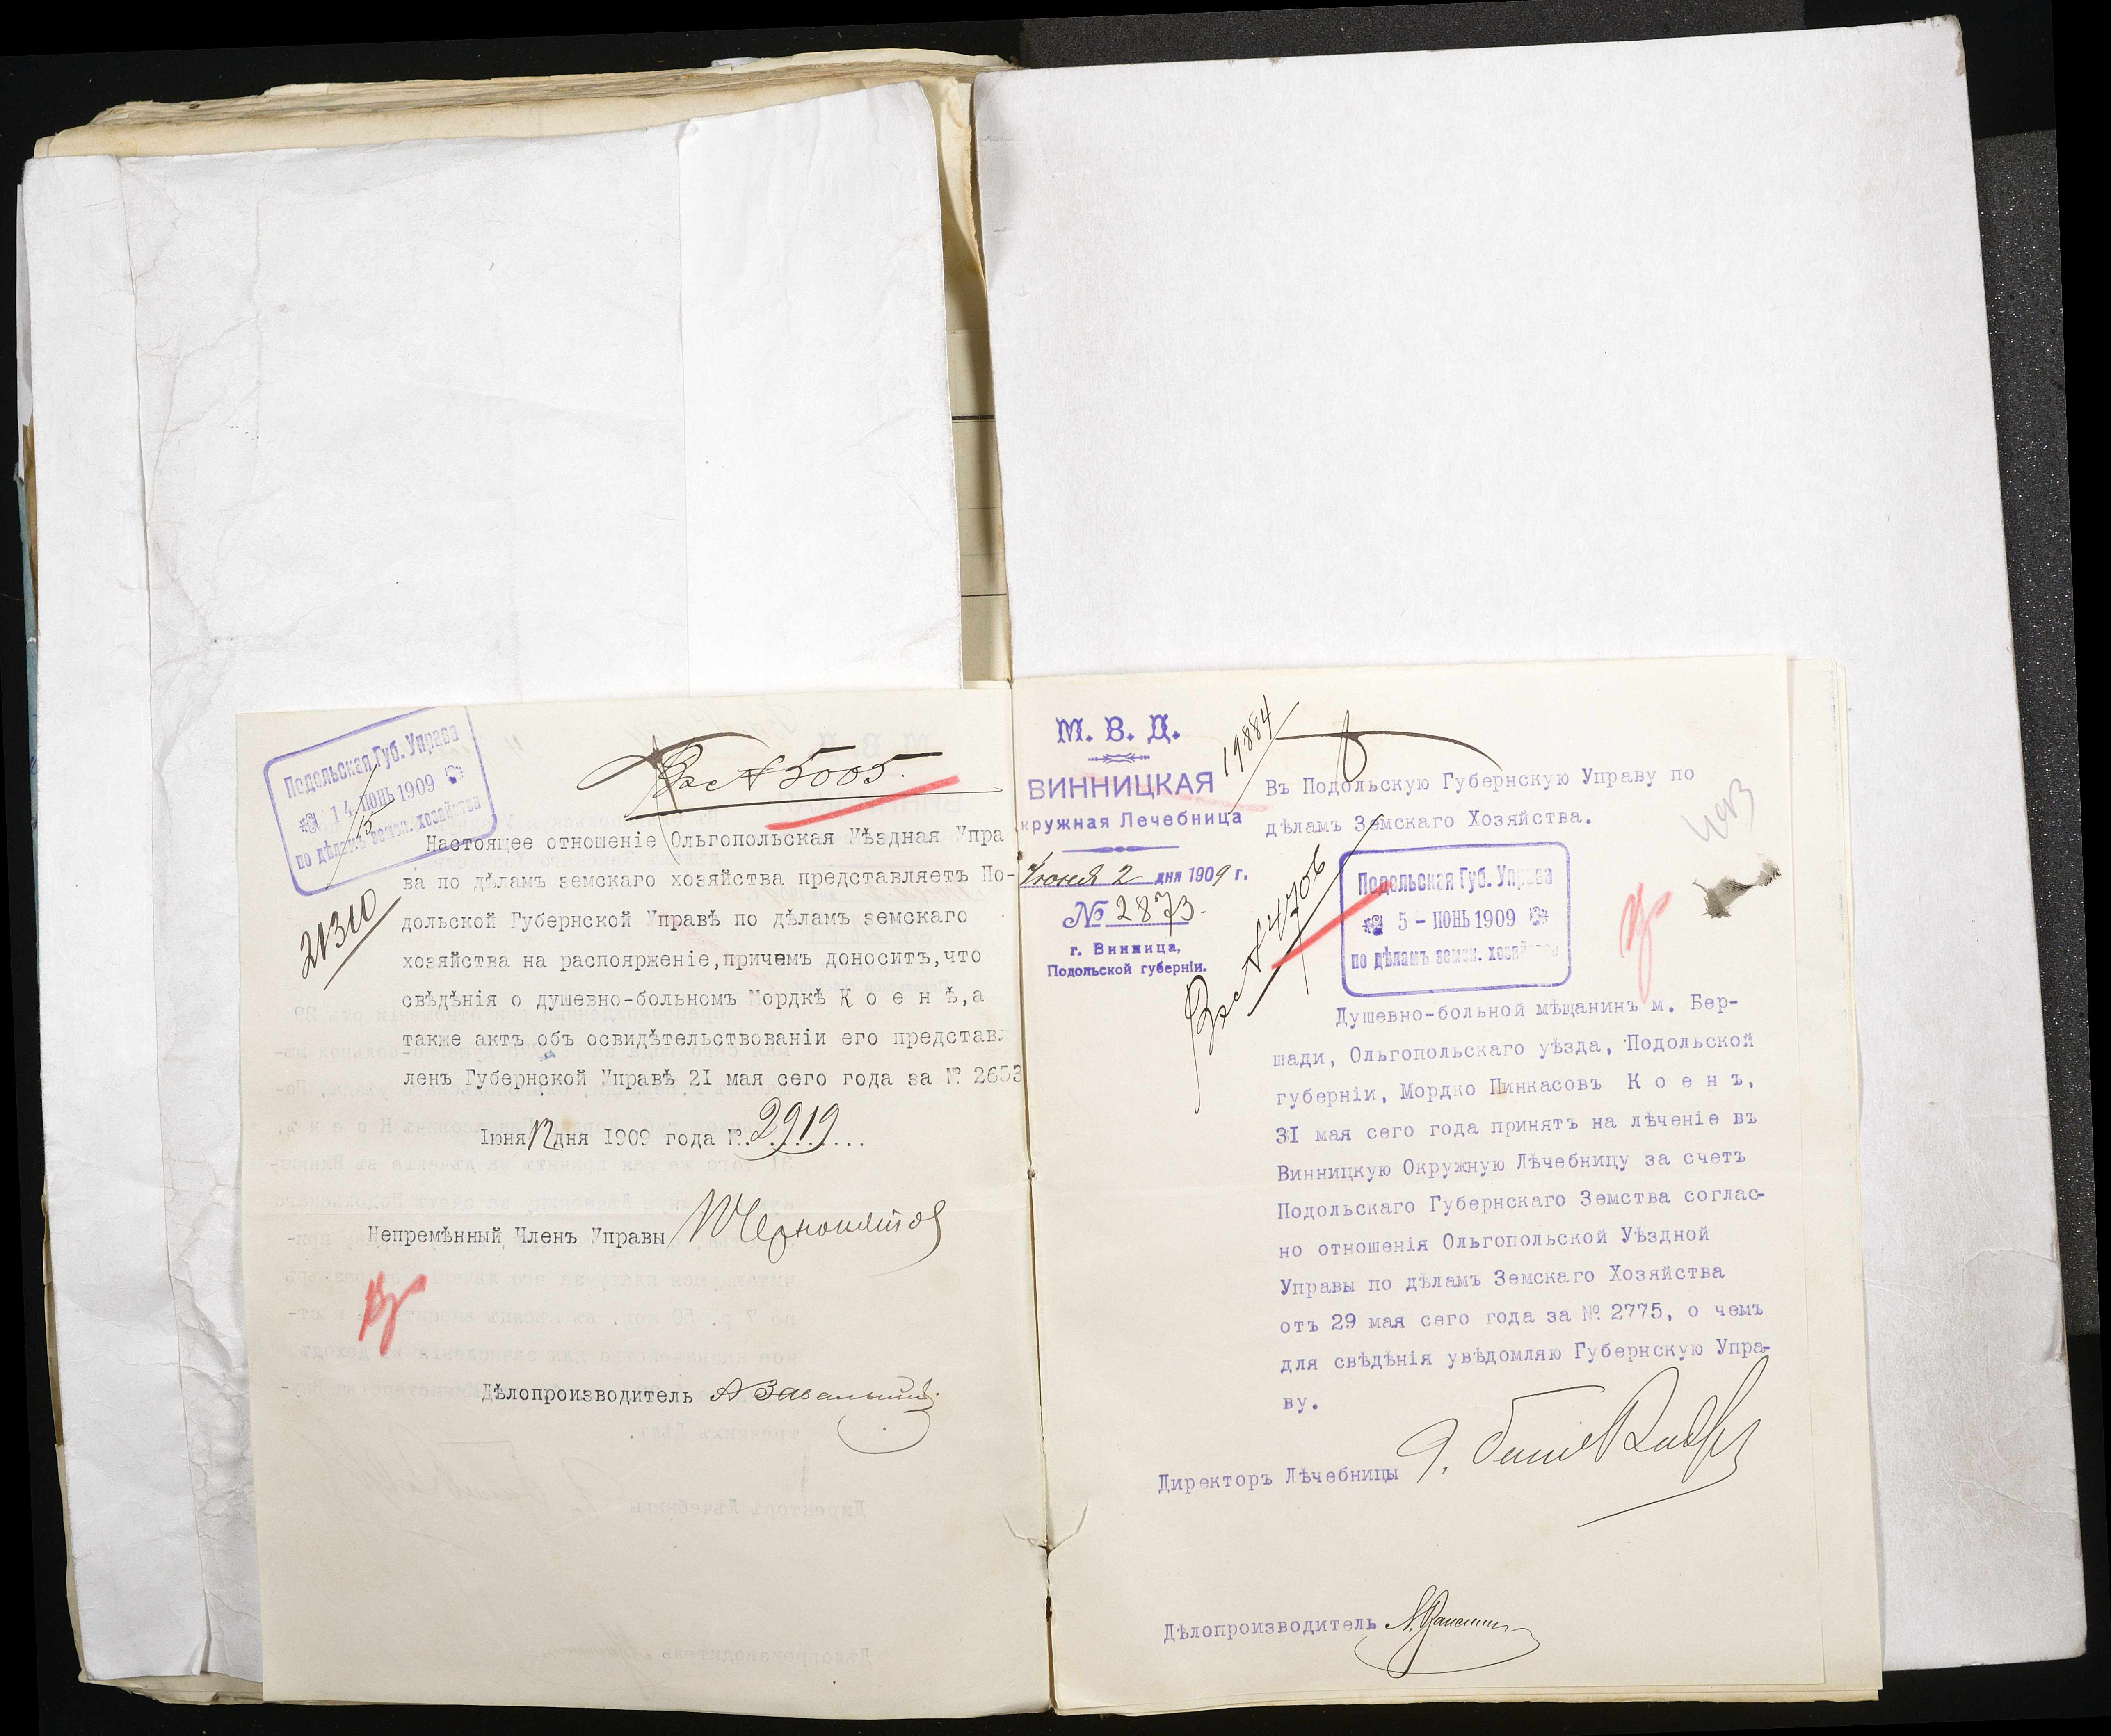 Подольская Губ. Управа
14 ІЮНЬ 1909
по дѣламъ земск. хозяйства
21310
Вх № 5005.
Настоящее отношеніе Ольгопольская Уѣздная Упра
ва по дѣламъ земскаго хозяйства представляетъ По-
дольской Губернской Управѣ по дѣламъ земскаго
хозяйства на распояржніе, причемъ доноситъ, что
свѣдѣнія о душевно-больномъ Мордкѣ К о е н ѣ, а
также актъ объ освидѣтельствованіи его представ
ленъ Губернской Управѣ 21 мая сего года за № 2653
Іюня 12 дня 1909 года №. 2919...
Непремѣнный Членъ Управы
Дѣлопроизводитель
М. В. Д.
ВИННИЦКАЯ
кружная Лечебница
Іюня 2 дня 1909 г.
№ 2873.
г. Винница,
Подольской губерніи.
19884
Вх № 4706
Въ Подольскую Губернскую Управу по
дѣламъ Земскаго Хозяйства.
Подольская Губ. Управа
5 - ІЮНЬ 1909
по дѣламъ земск. хозяйства
Душевно-больной мѣщанинъ м. Бер-
шади, Ольгопольскаго уѣзда, Подольской
губерніи, Мордко Пинкасовъ К о е н ъ,
31 мая сего года принятъ на лѣченіе въ
Винницкую Окружную Лѣчебницу за счетъ
Подольскаго Губернскаго Земства соглас-
но отношенія Ольгопольской Уѣздной
Управы по дѣламъ Земскаго Хозяйства
отъ 29 мая сего года за № 2775, о чемъ
для свѣдѣнія увѣдомляю Губернскую Упра-
ву.
Директоръ Лѣчебницы
Дѣлопроизводитель